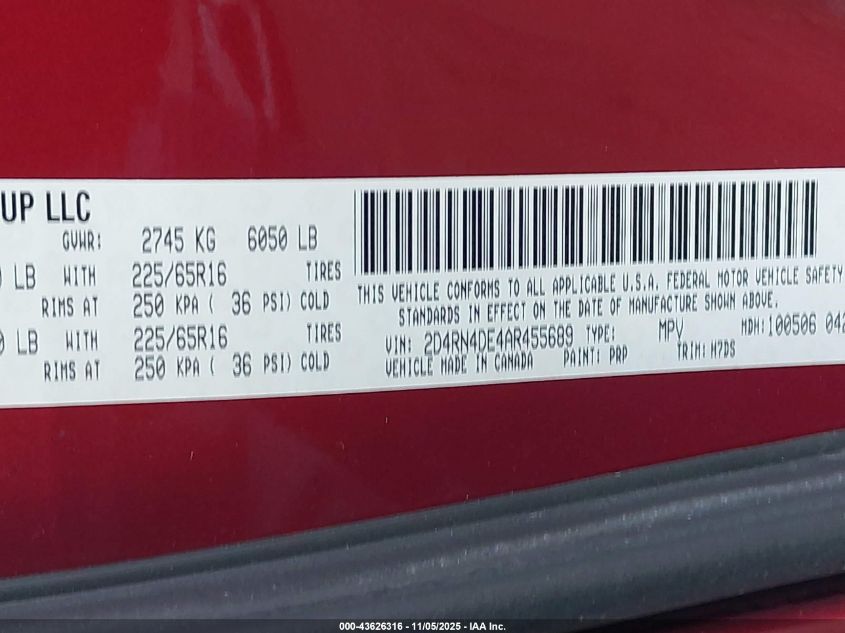 UP LLC
GVWR: 2745 KG 6050 LB
LB WITH 225/65R16 TIRES
RIMS AT 250 KPA ( 36 PSI) COLD
LB WITH 225/65R16 TIRES
RIMS AT 250 KPA ( 36 PSI) COLD
THIS VEHICLE CONFORMS TO ALL APPLICABLE U.S.A. FEDERAL MOTOR VEHICLE SAFETY
STANDARDS IN EFFECT ON THE DATE OF MANUFACTURE SHOWN ABOVE.
VIN: 2D4RN4DE4AR455689 TYPE: MPV MDH:100506 042
VEHICLE MADE IN CANADA PAINT: PRP TRIM: M7DS
000-43626316 - 11/05/2025 - IAA Inc.